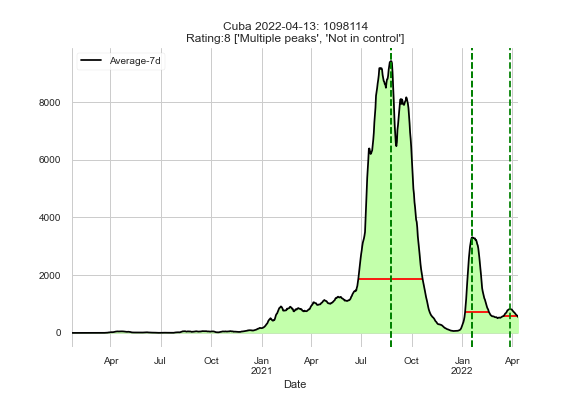 Cuba 2022-04-13: 1098114
Rating:8 ['Multiple peaks', 'Not in control']
Average-7d
8000
6000
4000
2000
0
Apr Jul Oct Jan Apr Jul Oct Jan Apr
2021 2022
Date